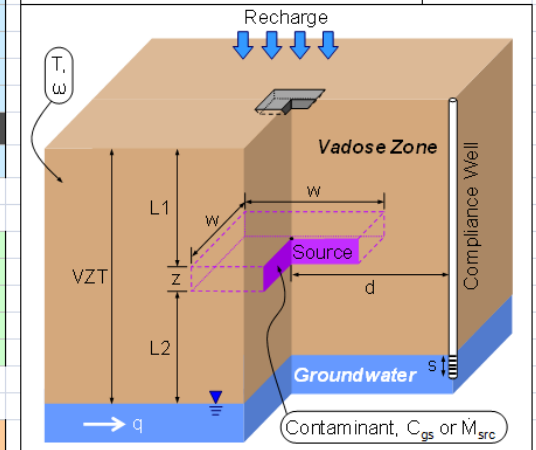 Recharge
T,
ω
Vadose Zone
Compliance Well
L1
w
w
Source
VZT
z
d
L2
s
Groundwater
q
Contaminant, Cgs or Ṁsrc